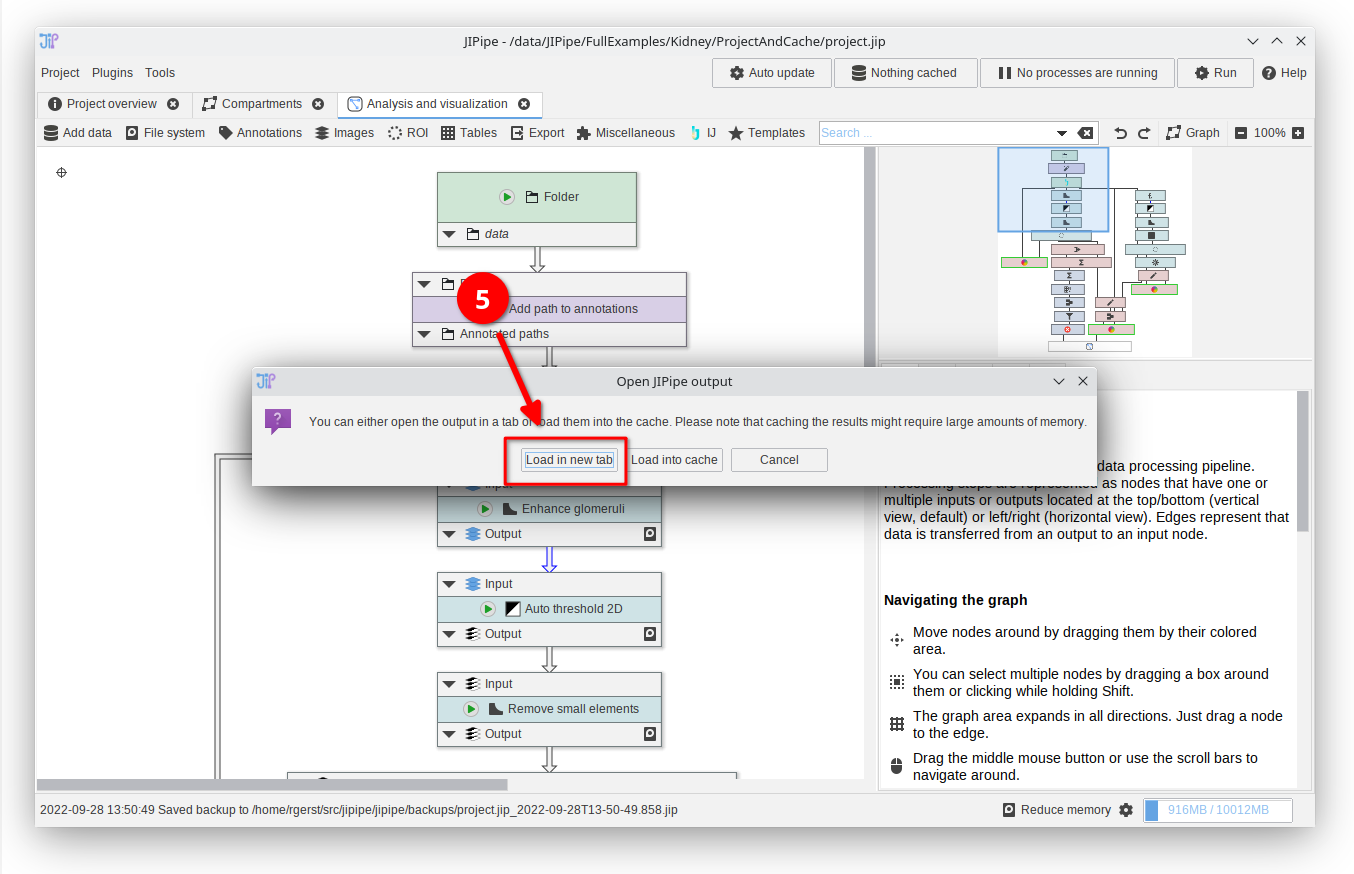 JIP
JIPipe - /data/JIPipe/FullExamples/Kidney/ProjectAndCache/project.jip
Project Plugins Tools
Auto update Nothing cached No processes are running Run Help
Project overview Compartments Analysis and visualization
Add data File system Annotations Images ROI Tables Export Miscellaneous IJ Templates Search ... Graph 100%
Folder
data
5
Add path to annotations
Annotated paths
JIP
Open JIPipe output
You can either open the output in a tab or load them into the cache. Please note that caching the results might require large amounts of memory.
Load in new tab Load into cache Cancel
Input
Enhance glomeruli
Output
Input
Auto threshold 2D
Output
Input
Remove small elements
Output
data processing pipeline.
Processing steps are represented as nodes that have one or
multiple inputs or outputs located at the top/bottom (vertical
view, default) or left/right (horizontal view). Edges represent that
data is transferred from an output to an input node.
Navigating the graph
Move nodes around by dragging them by their colored
area.
You can select multiple nodes by dragging a box around
them or clicking while holding Shift.
The graph area expands in all directions. Just drag a node
to the edge.
Drag the middle mouse button or use the scroll bars to
navigate around.
2022-09-28 13:50:49 Saved backup to /home/rgerst/src/jipipe/jipipe/backups/project.jip_2022-09-28T13-50-49.858.jip
Reduce memory 916MB / 10012MB